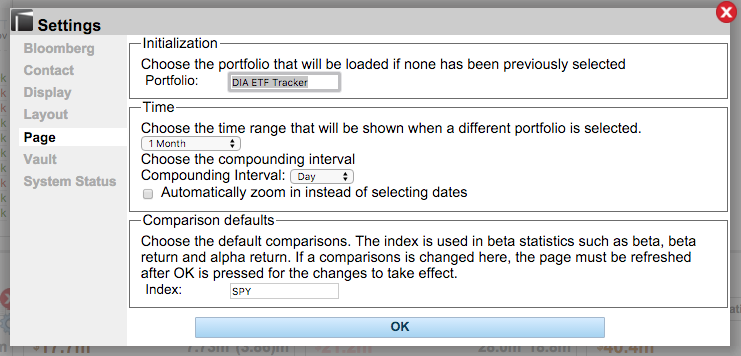 Settings
Bloomberg
Contact
Display
Layout
Page
Vault
System Status
Initialization
Choose the portfolio that will be loaded if none has been previously selected
Portfolio: DIA ETF Tracker
Time
Choose the time range that will be shown when a different portfolio is selected.
1 Month
Choose the compounding interval
Compounding Interval: Day
Automatically zoom in instead of selecting dates
Comparison defaults
Choose the default comparisons. The index is used in beta statistics such as beta, beta
return and alpha return. If a comparisons is changed here, the page must be refreshed
after OK is pressed for the changes to take effect.
Index: SPY
OK